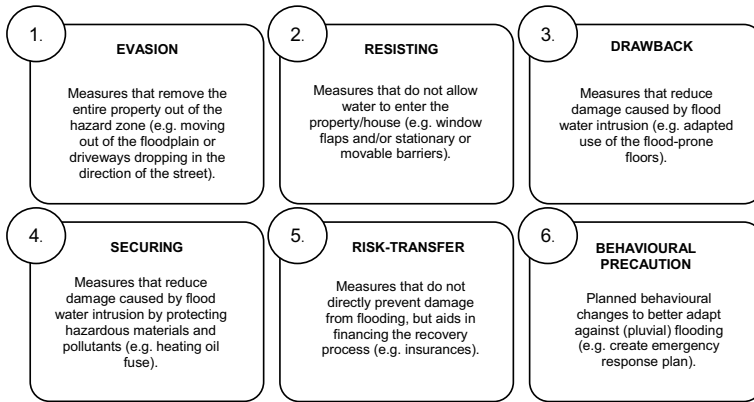 1.
EVASION
Measures that remove the
entire property out of the
hazard zone (e.g. moving
out of the floodplain or
driveways dropping in the
direction of the street).
2.
RESISTING
Measures that do not allow
water to enter the
property/house (e.g. window
flaps and/or stationary or
movable barriers).
3.
DRAWBACK
Measures that reduce
damage caused by flood
water intrusion (e.g. adapted
use of the flood-prone
floors).
4.
SECURING
Measures that reduce
damage caused by flood
water intrusion by protecting
hazardous materials and
pollutants (e.g. heating oil
fuse).
5.
RISK-TRANSFER
Measures that do not
directly prevent damage
from flooding, but aids in
financing the recovery
process (e.g. insurances).
6.
BEHAVIOURAL
PRECAUTION
Planned behavioural
changes to better adapt
against (pluvial) flooding
(e.g. create emergency
response plan).